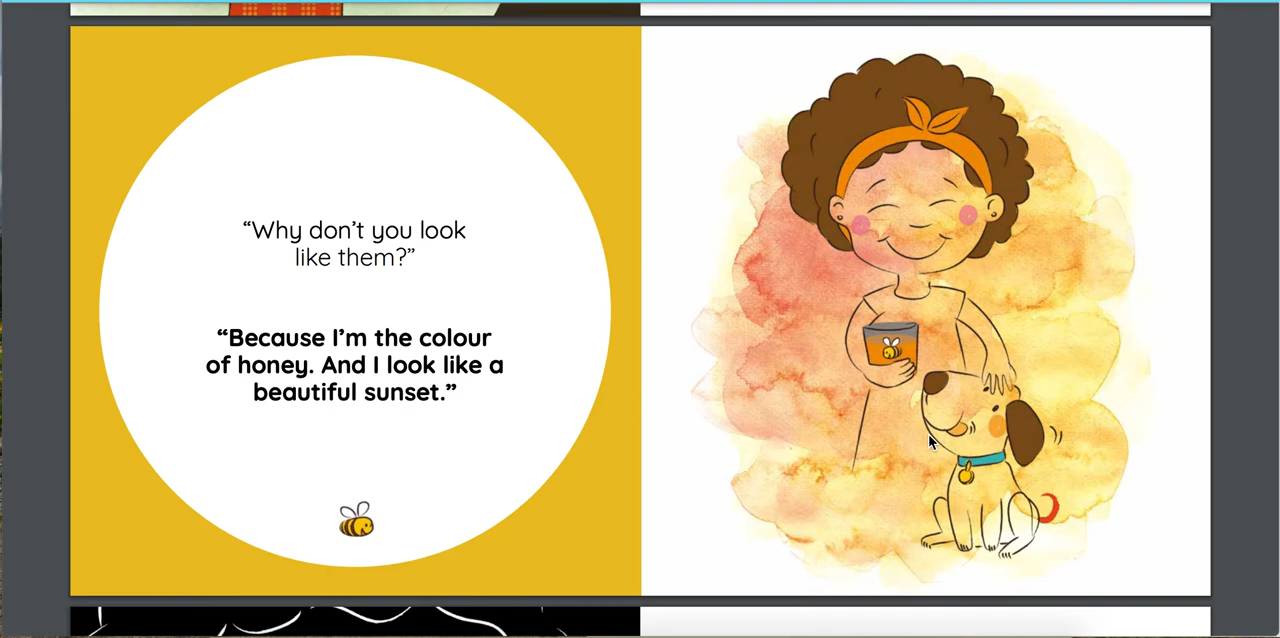 “Why don’t you look
like them?”
“Because I’m the colour
of honey. And I look like a
beautiful sunset.”